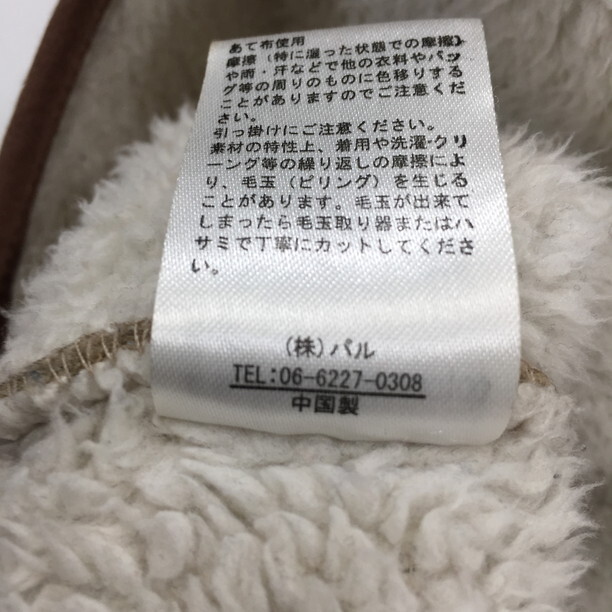 あて布使用
摩擦(特に湿った状態での摩擦)
や雨・汗などで他の衣料やバッ
グ等の周りのものに色移りする
ことがありますのでご注意くだ
さい。
引っ掛けにご注意ください。
素材の特性上、着用や洗濯・クリ
ーニング等の繰り返しの摩擦によ
り、毛玉(ピリング)を生じる
ことがあります。毛玉が出来て
しまったら毛玉取り器またはハ
サミで丁寧にカットしてくださ
い。
(株)パル
TEL:06-6227-0308
中国製